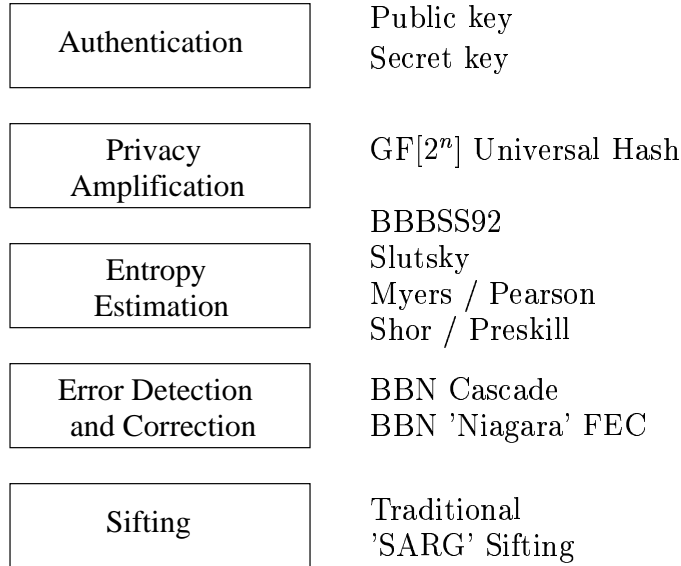 Authentication
Public key
Secret key
Privacy
Amplification
GF[2ⁿ] Universal Hash
Entropy
Estimation
BBBSS92
Slutsky
Myers / Pearson
Shor / Preskill
Error Detection
and Correction
BBN Cascade
BBN 'Niagara' FEC
Sifting
Traditional
'SARG' Sifting